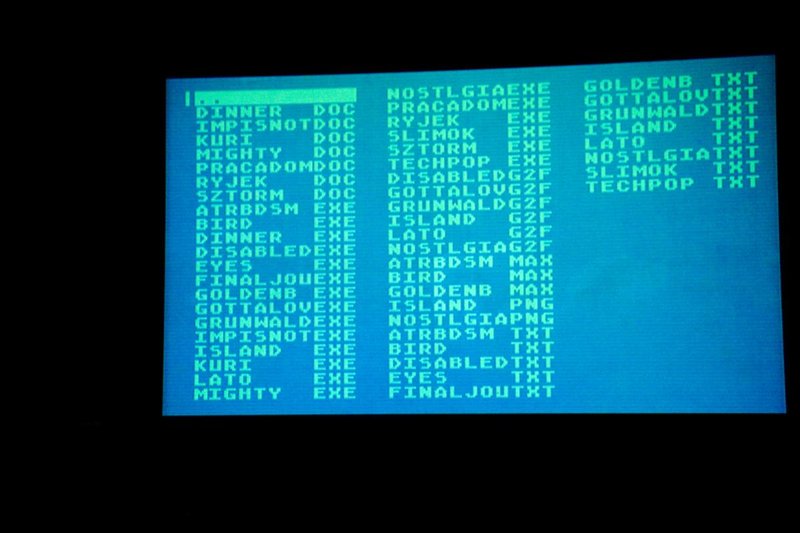 ..
DINNER DOC
IMPISNOTDOC
KURI DOC
MIGHTY DOC
PRACADOMDOC
RYJEK DOC
SZTORM DOC
ATRBDSM EXE
BIRD EXE
DINNER EXE
DISABLEDEXE
EYES EXE
FINALJOUEXE
GOLDENB EXE
GOTTALOVEXE
GRUNWALDEXE
IMPISNOTEXE
ISLAND EXE
KURI EXE
LATO EXE
MIGHTY EXE
NOSTLGIAEXE
PRACADOMEXE
RYJEK EXE
SLIMOK EXE
SZTORM EXE
TECHPOP EXE
DISABLEDG2F
GOTTALOVG2F
GRUNWALDG2F
ISLAND G2F
LATO G2F
NOSTLGIAG2F
ATRBDSM MAX
BIRD MAX
GOLDENB MAX
ISLAND PNG
NOSTLGIAPNG
ATRBDSM TXT
BIRD TXT
DISABLEDTXT
EYES TXT
FINALJOUTXT
GOLDENB TXT
GOTTALOVTXT
GRUNWALDTXT
ISLAND TXT
LATO TXT
NOSTLGIATXT
SLIMOK TXT
TECHPOP TXT